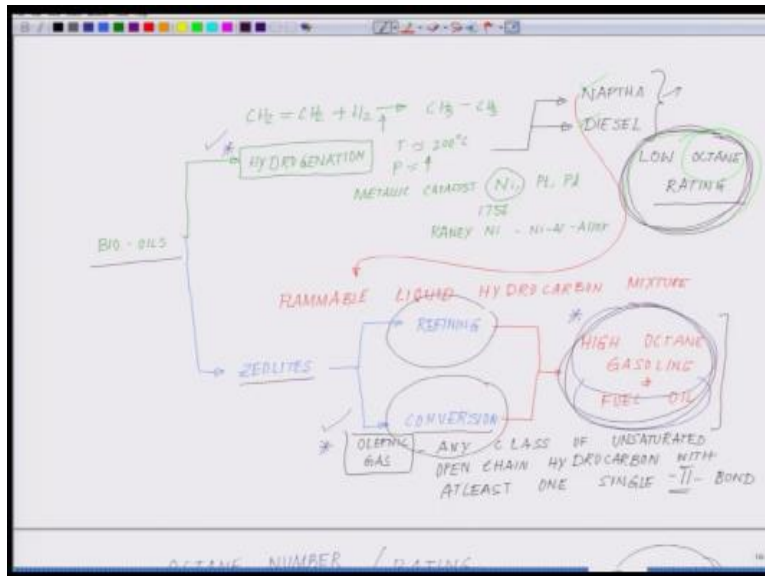 CH2 = CH2 + H2 → CH3 - CH3
NAPTHA
DIESEL
HYDROGENATION
T ≈ 200°C
P = ↑
METALLIC CATALYST Ni, Pt, Pd
RANEY Ni - Ni-Al-Alloy
LOW OCTANE
RATING
BIO-OILS
FLAMMABLE LIQUID HYDROCARBON MIXTURE
ZEOLITES
REFINING
CONVERSION
HIGH OCTANE
GASOLINE
+
FUEL OIL
OLEFNIC
GAS
- ANY CLASS OF UNSATURATED
OPEN CHAIN HYDROCARBON WITH
ATLEAST ONE SINGLE -Π- BOND
OCTANE NUMBER / RATING